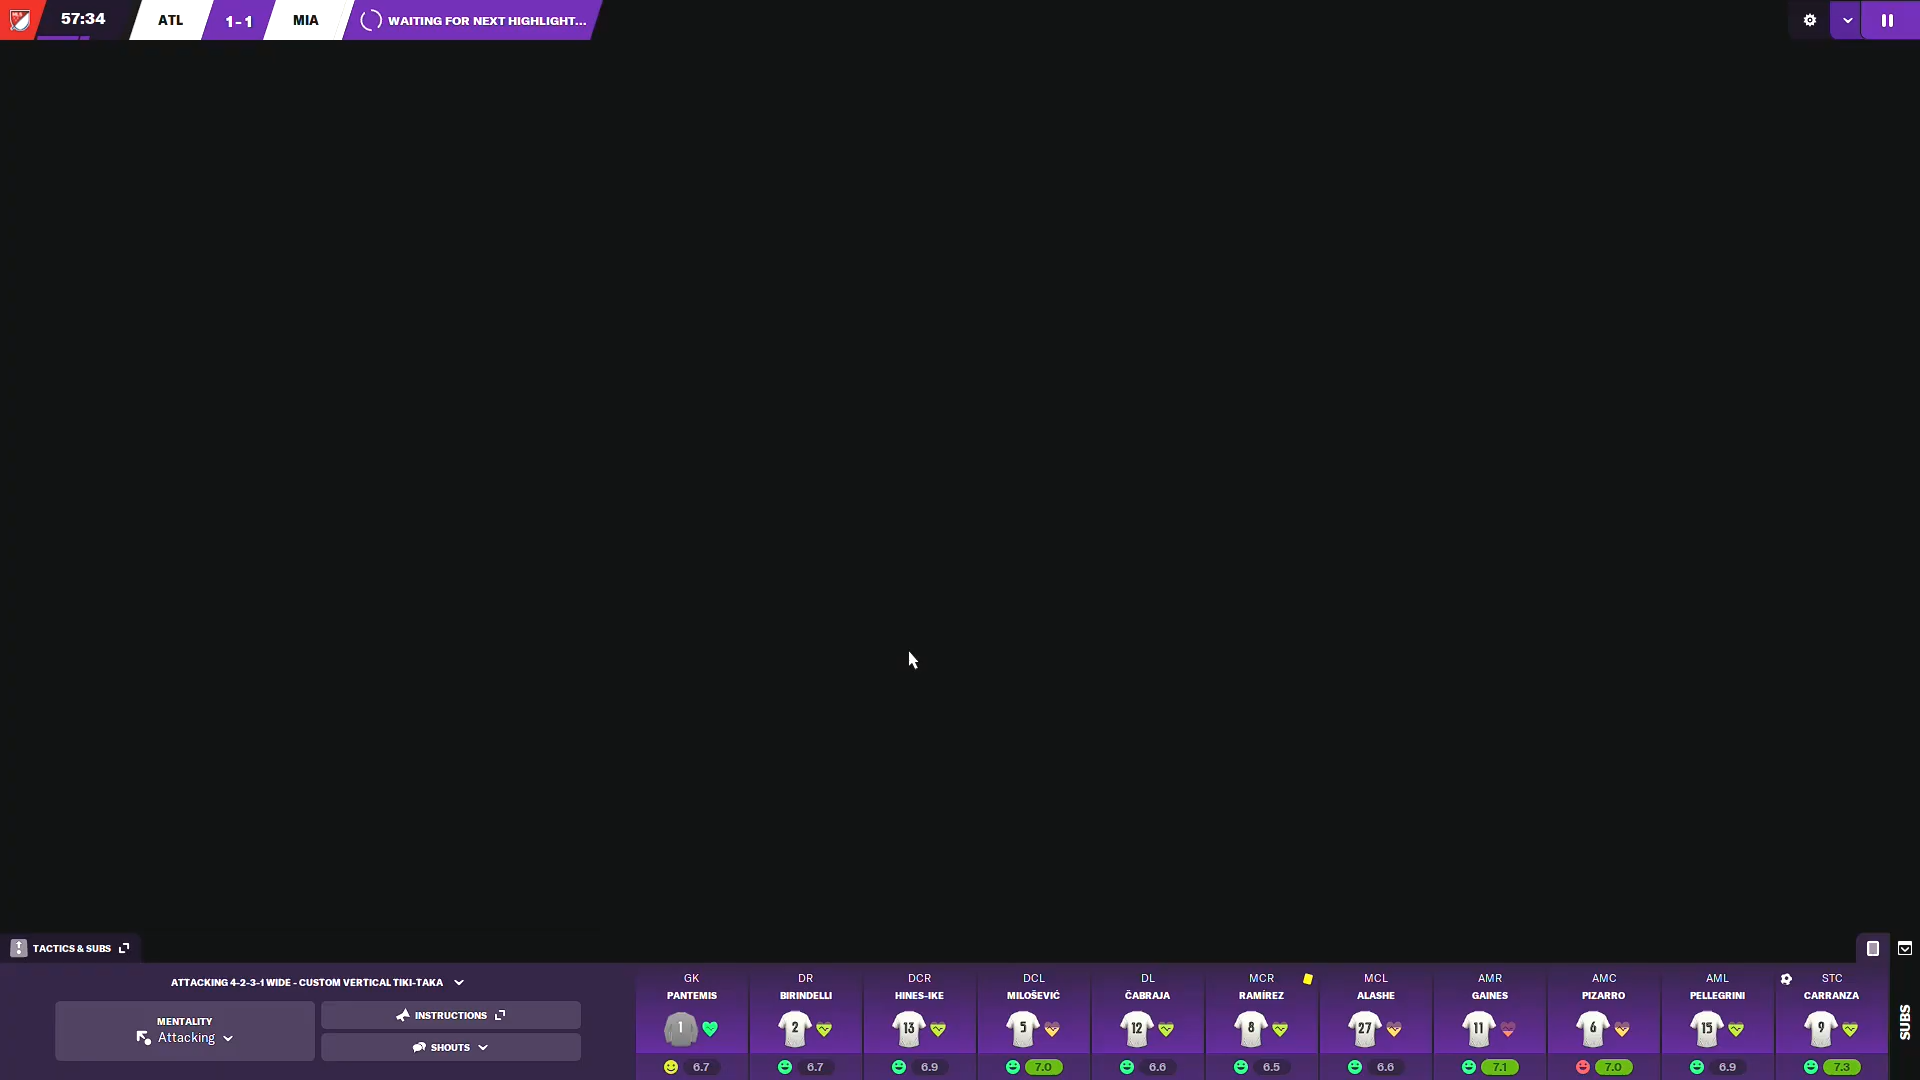 57:34
ATL
1-1
MIA
WAITING FOR NEXT HIGHLIGHT...
TACTICS & SUBS
ATTACKING 4-2-3-1 WIDE - CUSTOM VERTICAL TIKI-TAKA
MENTALITY
Attacking
INSTRUCTIONS
SHOUTS
GK
PANTEMIS
1
6.7
DR
BIRINDELLI
2
6.7
DCR
HINES-IKE
13
6.9
DCL
MILOŠEVIĆ
5
7.0
DL
ČABRAJA
12
6.6
MCR
RAMÍREZ
8
6.5
MCL
ALASHE
27
6.6
AMR
GAINES
11
7.1
AMC
PIZARRO
6
7.0
AML
PELLEGRINI
15
6.9
STC
CARRANZA
9
7.3
SUBS